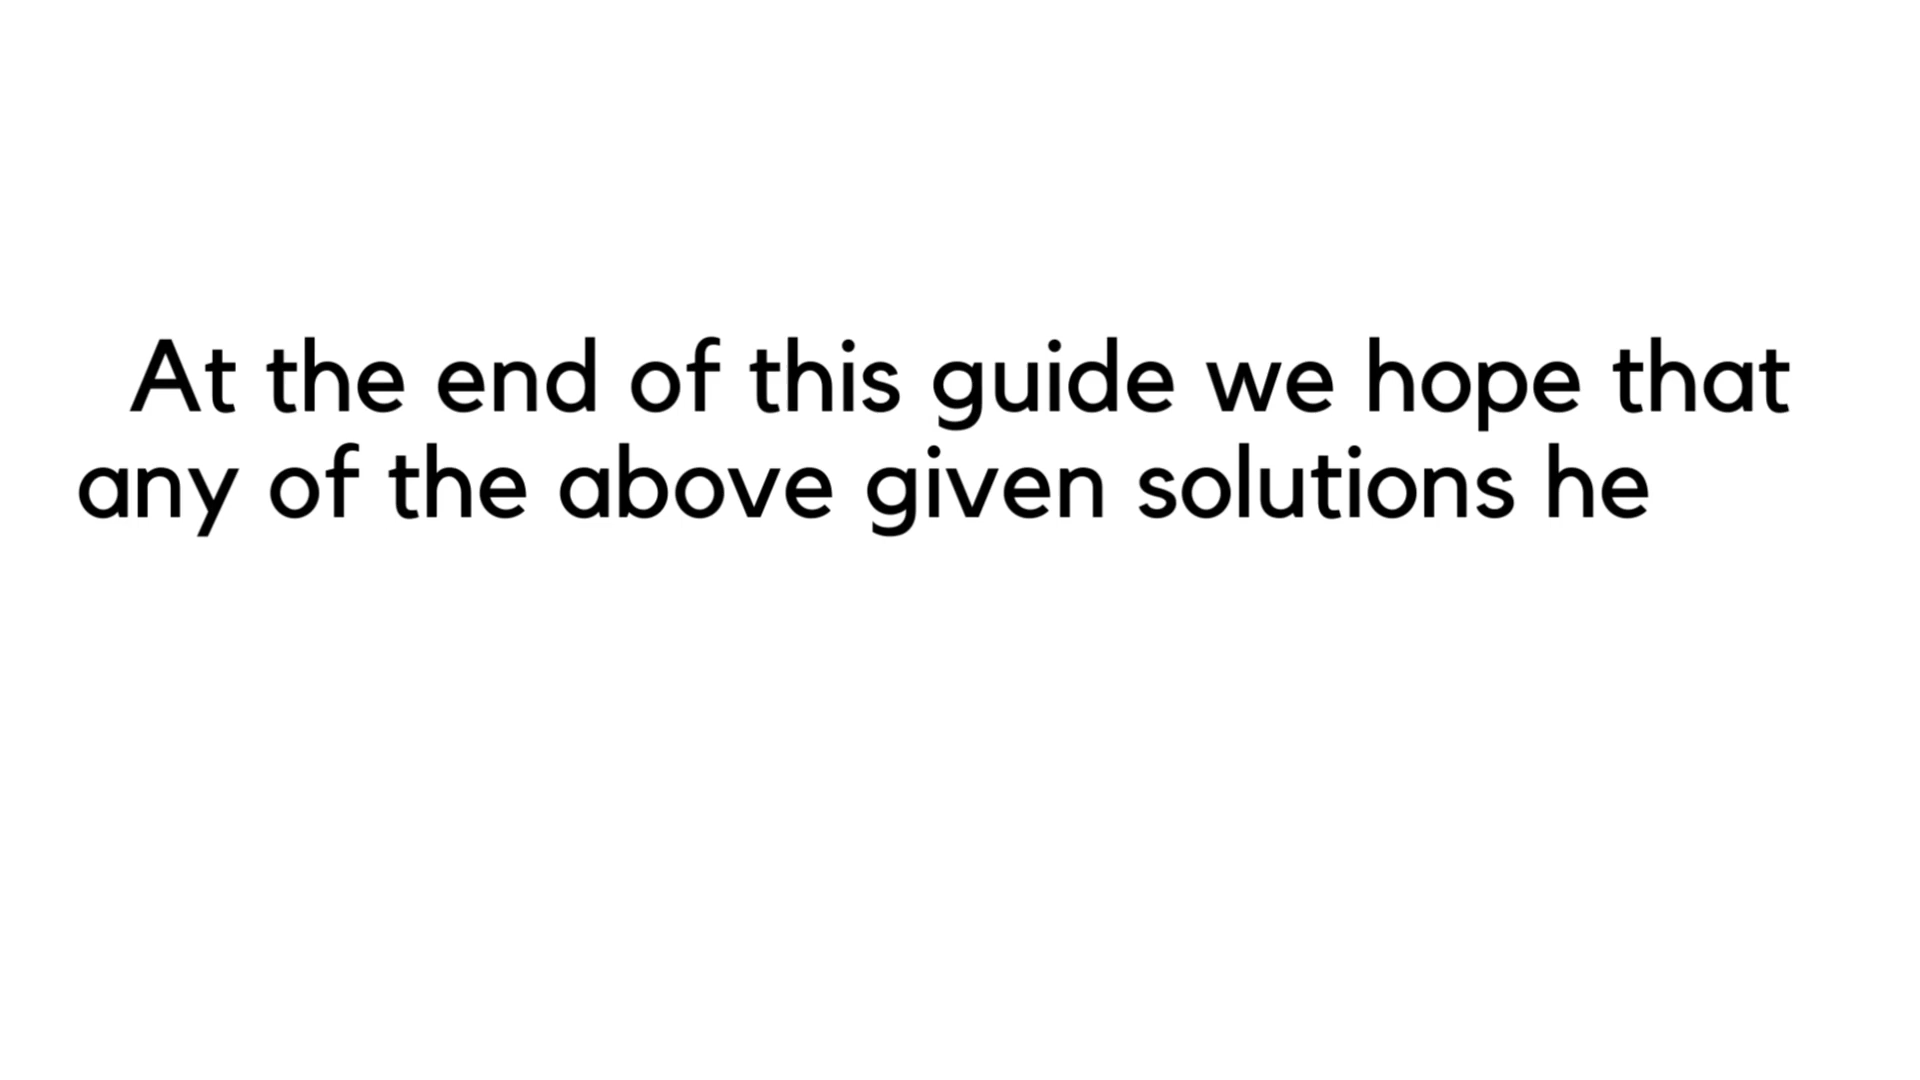 At the end of this guide we hope that
any of the above given solutions he